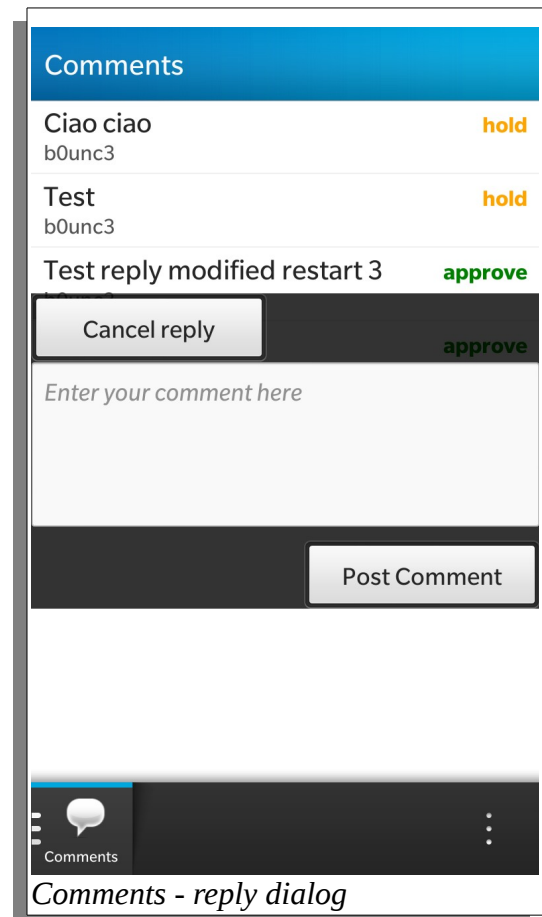 Comments
Ciao ciao
hold
b0unc3
Test
hold
b0unc3
Test reply modified restart 3
approve
b0unc3
Cancel reply
approve
Enter your comment here
Post Comment
Comments
Comments - reply dialog